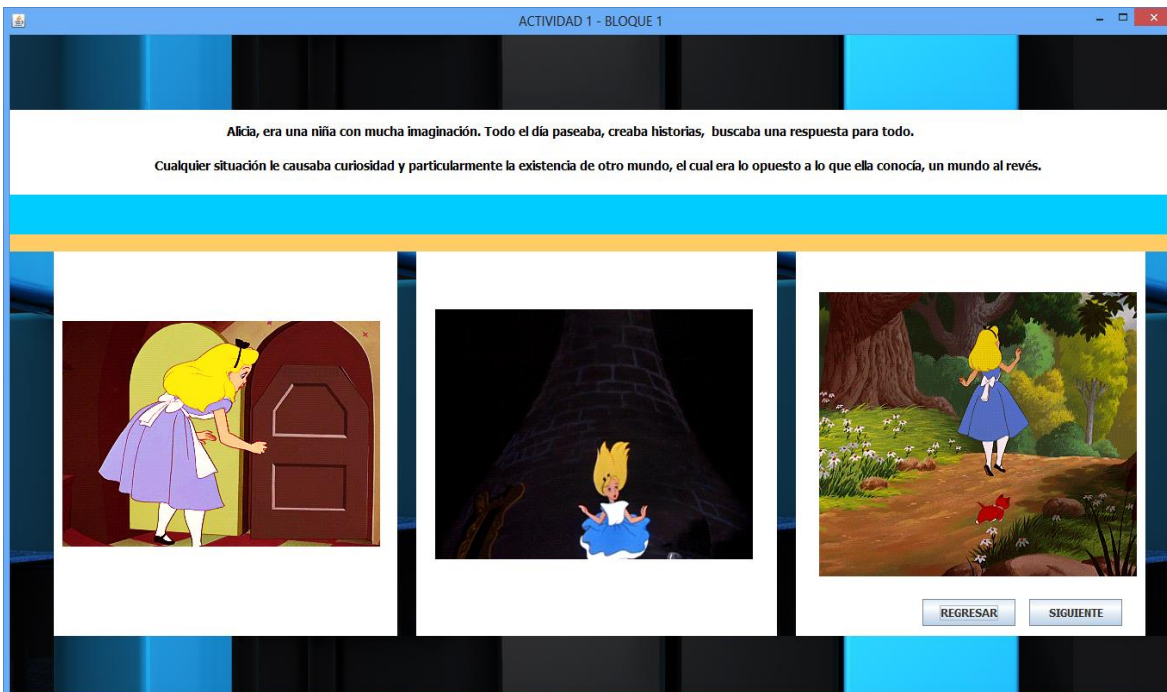 ACTIVIDAD 1 - BLOQUE 1
Alicia, era una niña con mucha imaginación. Todo el día paseaba, creaba historias, buscaba una respuesta para todo.
Cualquier situación le causaba curiosidad y particularmente la existencia de otro mundo, el cual era lo opuesto a lo que ella conocía, un mundo al revés.
REGRESAR SIGUIENTE